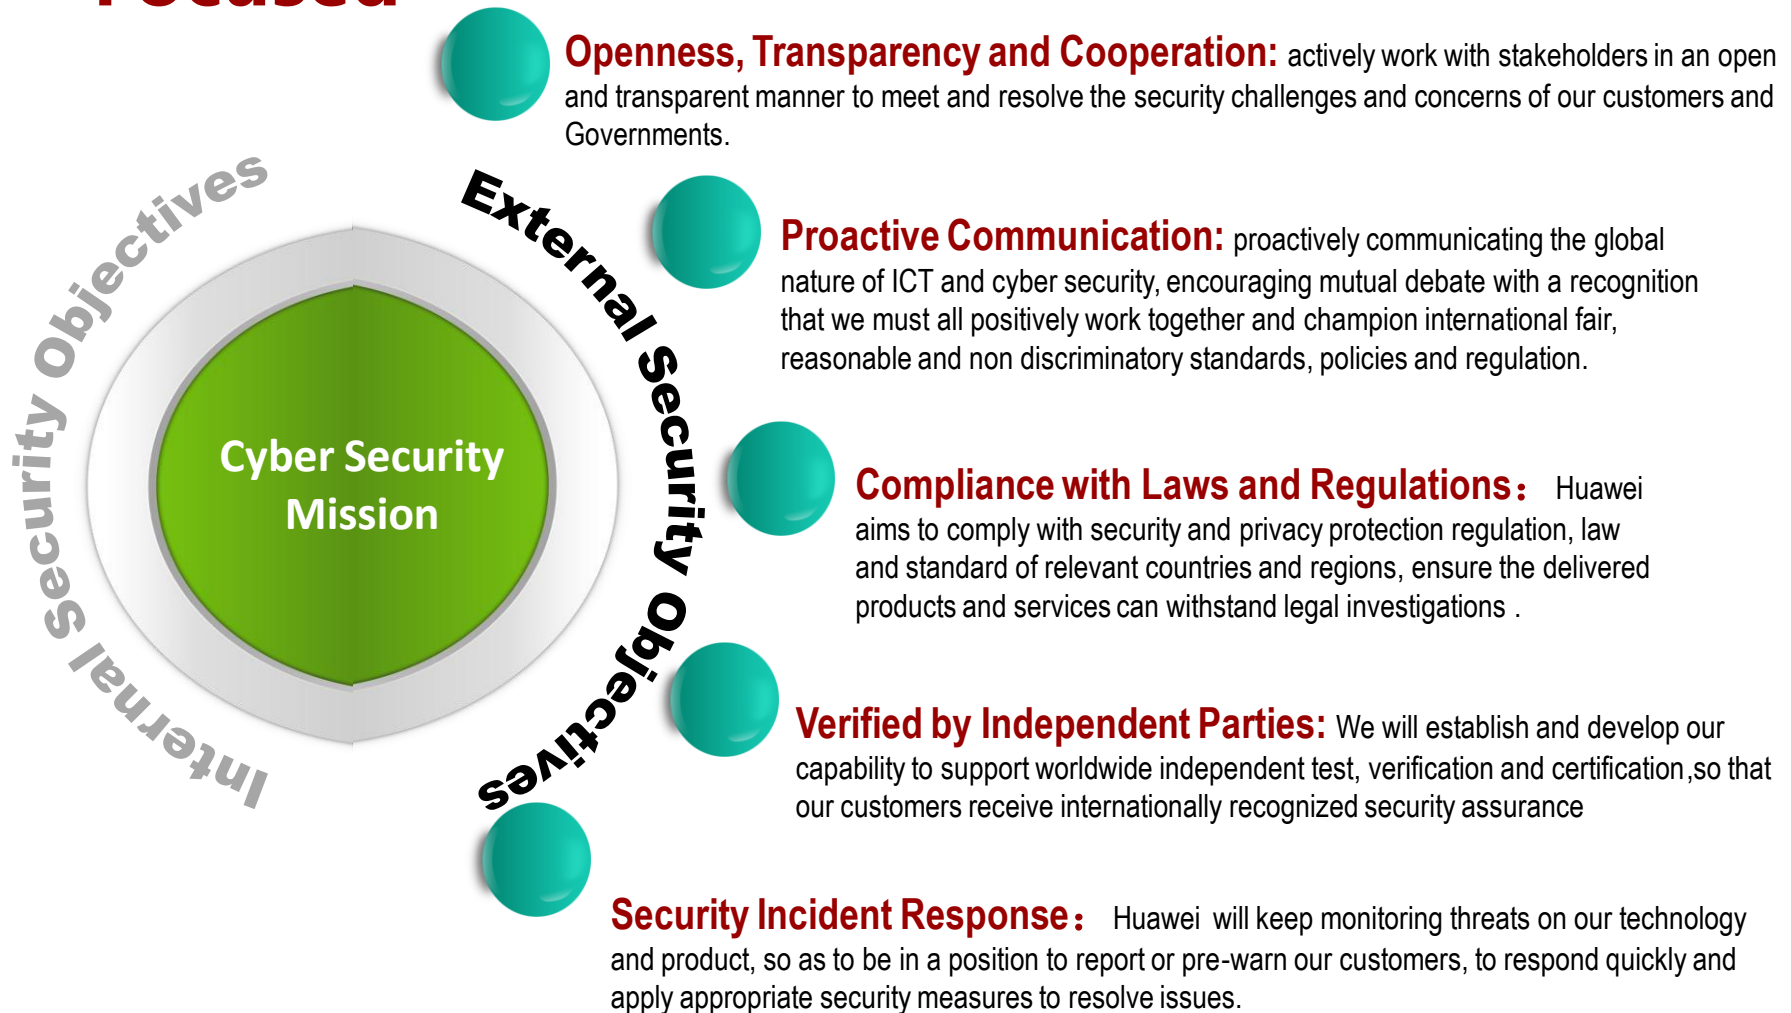 Focused
Openness, Transparency and Cooperation: actively work with stakeholders in an open
and transparent manner to meet and resolve the security challenges and concerns of our customers and
Governments.
Internal Security Objectives
External Security Objectives
Proactive Communication: proactively communicating the global
nature of ICT and cyber security, encouraging mutual debate with a recognition
that we must all positively work together and champion international fair,
reasonable and non discriminatory standards, policies and regulation.
Cyber Security
Mission
Compliance with Laws and Regulations： Huawei
aims to comply with security and privacy protection regulation, law
and standard of relevant countries and regions, ensure the delivered
products and services can withstand legal investigations .
Verified by Independent Parties: We will establish and develop our
capability to support worldwide independent test, verification and certification,so that
our customers receive internationally recognized security assurance
Security Incident Response： Huawei will keep monitoring threats on our technology
and product, so as to be in a position to report or pre-warn our customers, to respond quickly and
apply appropriate security measures to resolve issues.